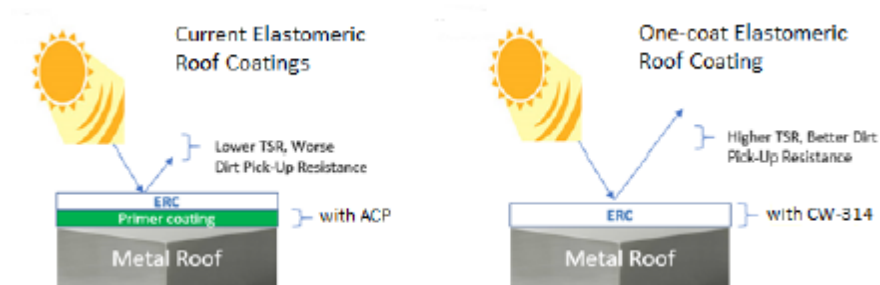 Current Elastomeric
Roof Coatings
Lower TSR, Worse
Dirt Pick-Up Resistance
ERC
Primer coating
with ACP
Metal Roof
One-coat Elastomeric
Roof Coating
Higher TSR, Better Dirt
Pick-Up Resistance
ERC
with CW-314
Metal Roof